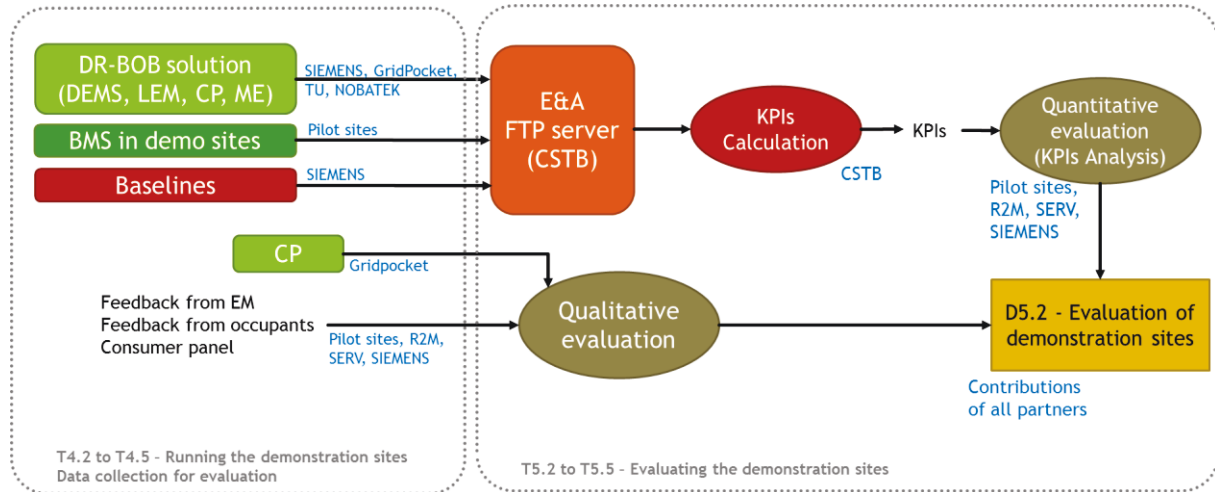 DR-BOB solution
(DEMS, LEM, CP, ME)
SIEMENS, GridPocket,
TU, NOBATEK
BMS in demo sites
Pilot sites
Baselines
SIEMENS
E&A
FTP server
(CSTB)
KPIs
Calculation
CSTB
KPIs
Quantitative
evaluation
(KPIs Analysis)
Pilot sites,
R2M, SERV,
SIEMENS
CP
Gridpocket
Feedback from EM
Feedback from occupants
Consumer panel
Pilot sites, R2M,
SERV, SIEMENS
Qualitative
evaluation
D5.2 - Evaluation of
demonstration sites
Contributions
of all partners
T4.2 to T4.5 - Running the demonstration sites
Data collection for evaluation
T5.2 to T5.5 - Evaluating the demonstration sites